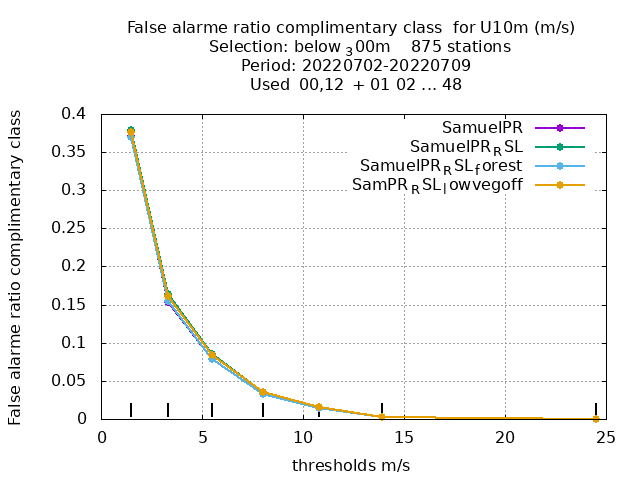 False alarme ratio complimentary class  for U10m (m/s)
Selection: below ₃00m    875 stations
Period: 20220702-20220709
Used  00,12  + 01 02 ... 48
False alarme ratio complimentary class
0.4
0.35
0.3
0.25
0.2
0.15
0.1
0.05
0
SamuelPR
SamuelPR_RSL
SamuelPR_RSL_forest
SamPR_RSL_lowvegoff
0 5 10 15 20 25
thresholds m/s